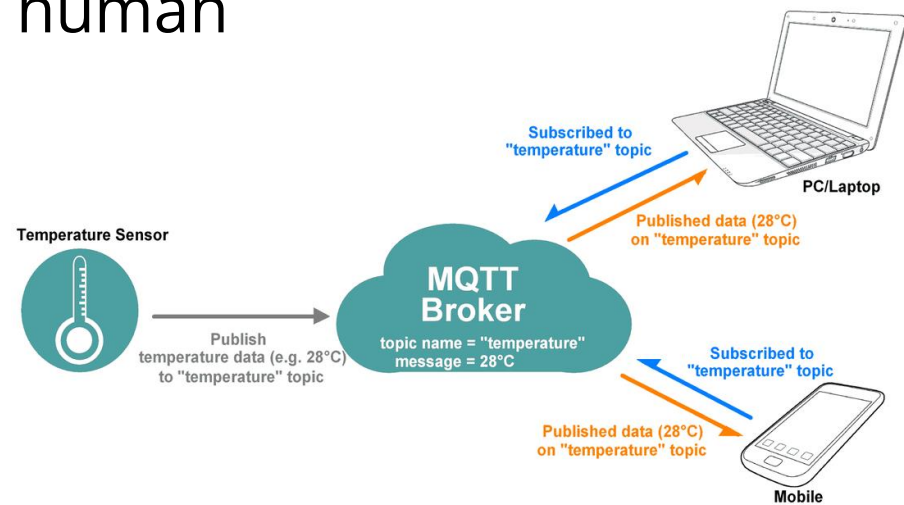 human
Subscribed to
"temperature" topic
PC/Laptop
Published data (28°C)
on "temperature" topic
Temperature Sensor
MQTT
Broker
topic name = "temperature"
message = 28°C
Publish
temperature data (e.g. 28°C)
to "temperature" topic
Subscribed to
"temperature" topic
Published data (28°C)
on "temperature" topic
Mobile